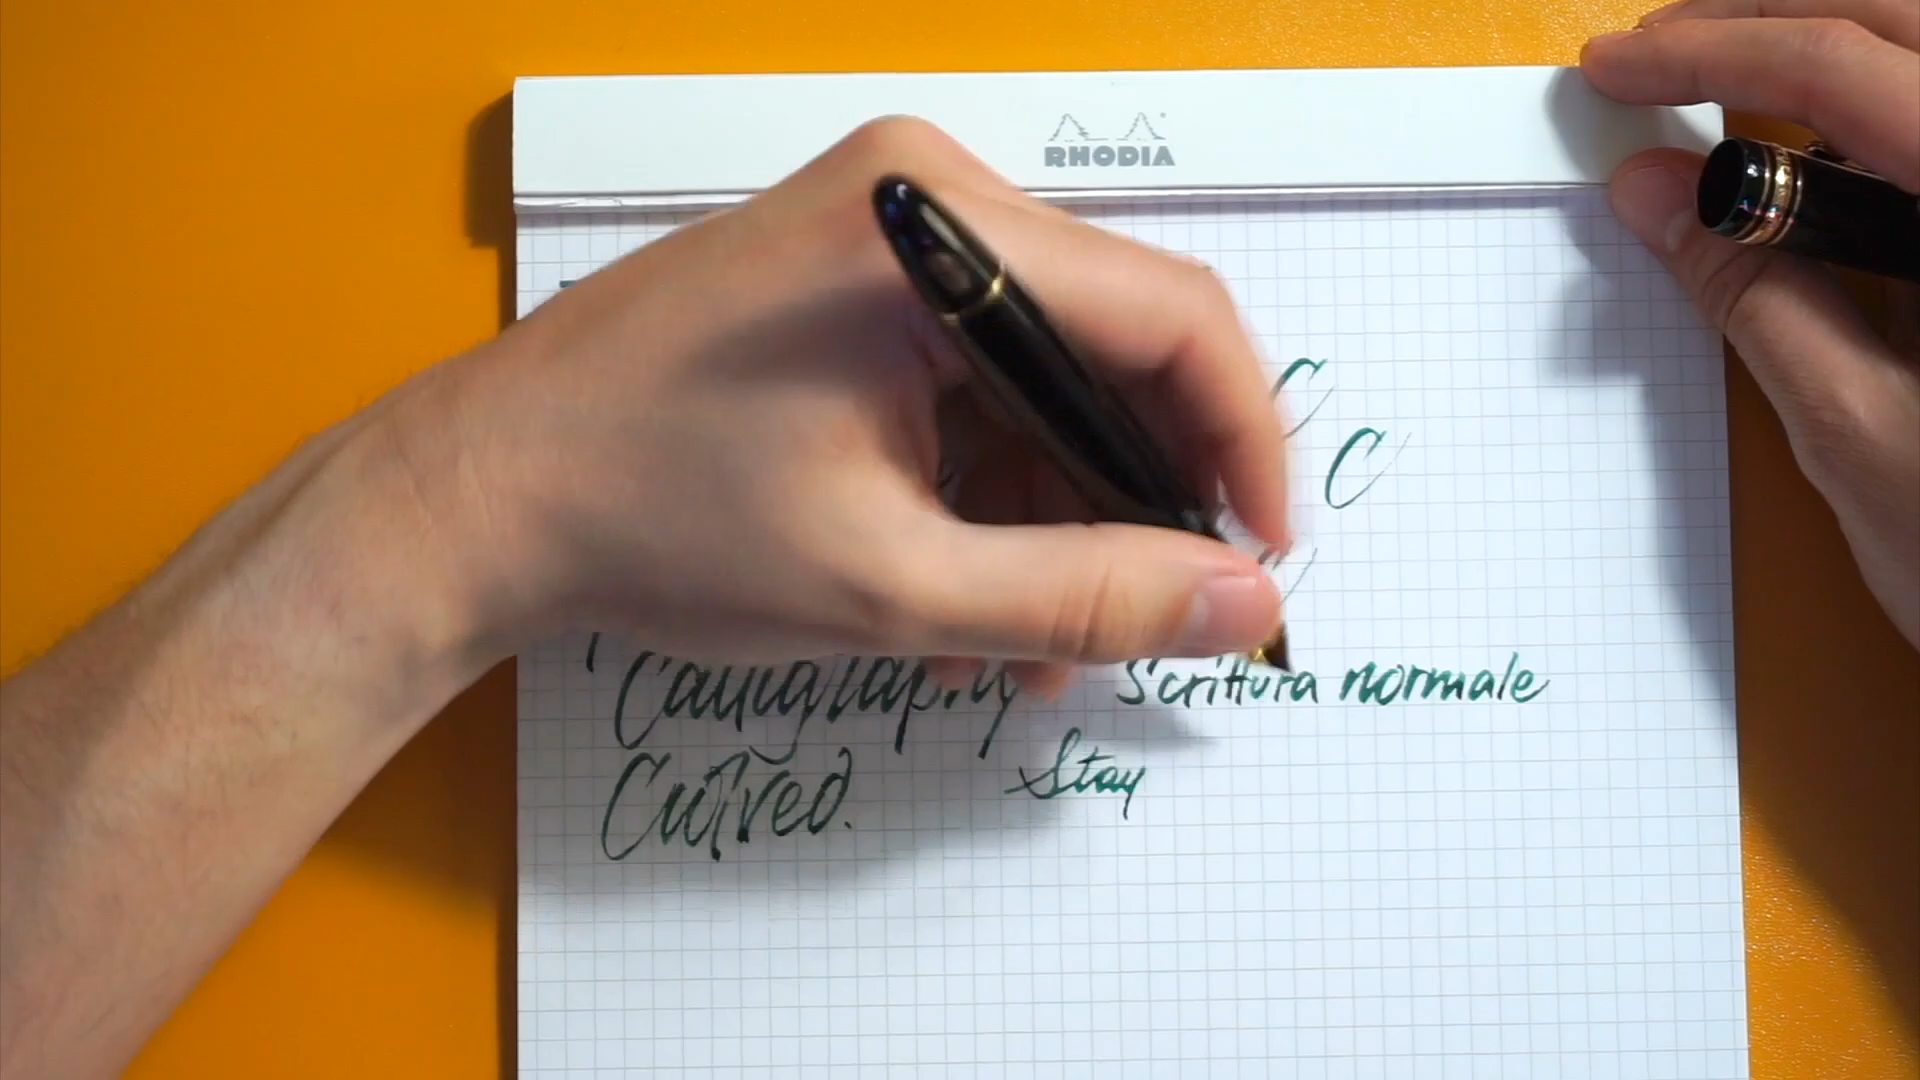 RHODIA
C
C
Calligraphy Scrittura normale
Stay
Curved.